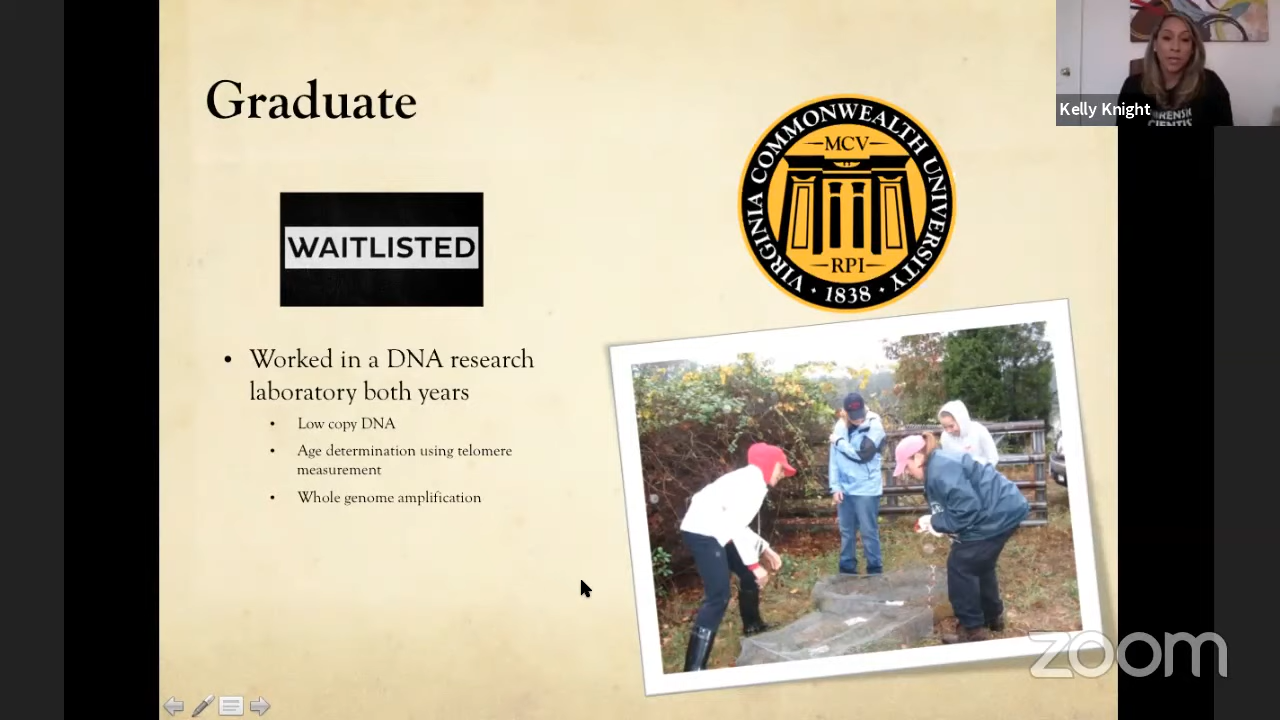 Graduate
WAITLISTED
• Worked in a DNA research
laboratory both years
• Low copy DNA
• Age determination using telomere
measurement
• Whole genome amplification
VIRGINIA COMMONWEALTH UNIVERSITY
MCV
RPI
· 1838 ·
Kelly Knight
zoom